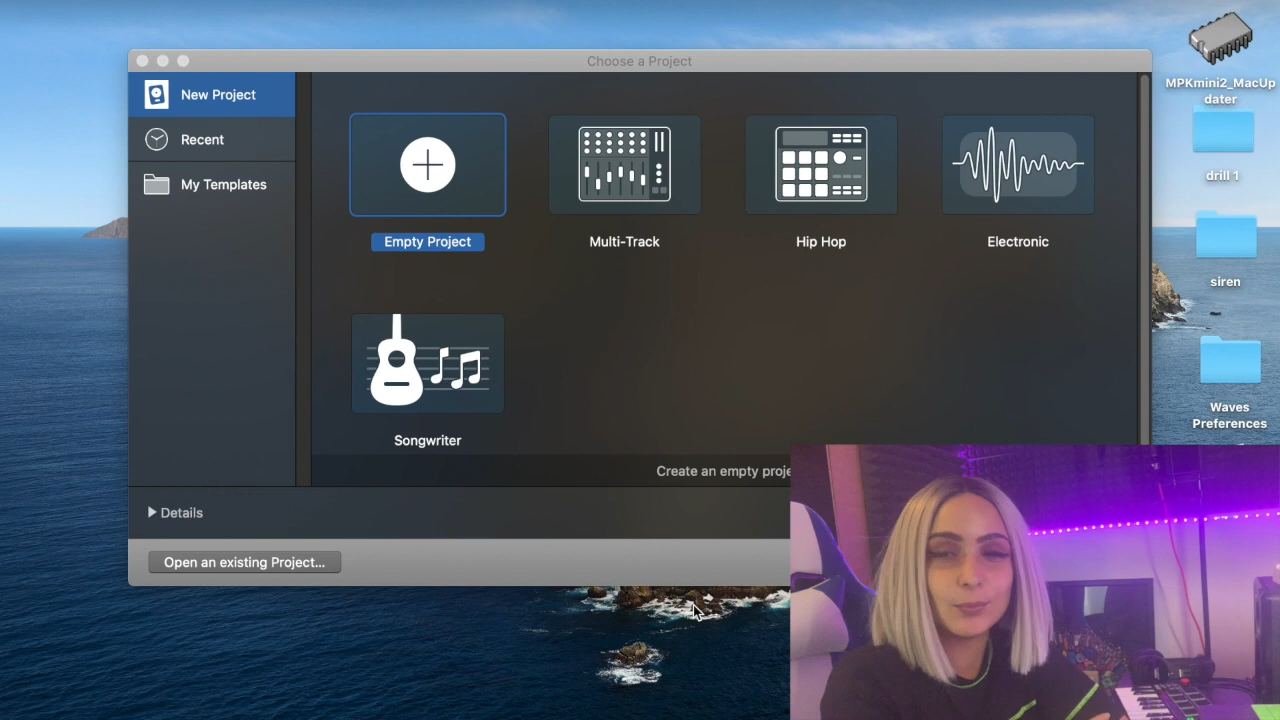 Choose a Project
New Project
Recent
My Templates
Empty Project
Multi-Track
Hip Hop
Electronic
Songwriter
Create an empty
Details
Open an existing Project...
MPKmini2_MacUp
dater
drill 1
siren
Waves
Preferences